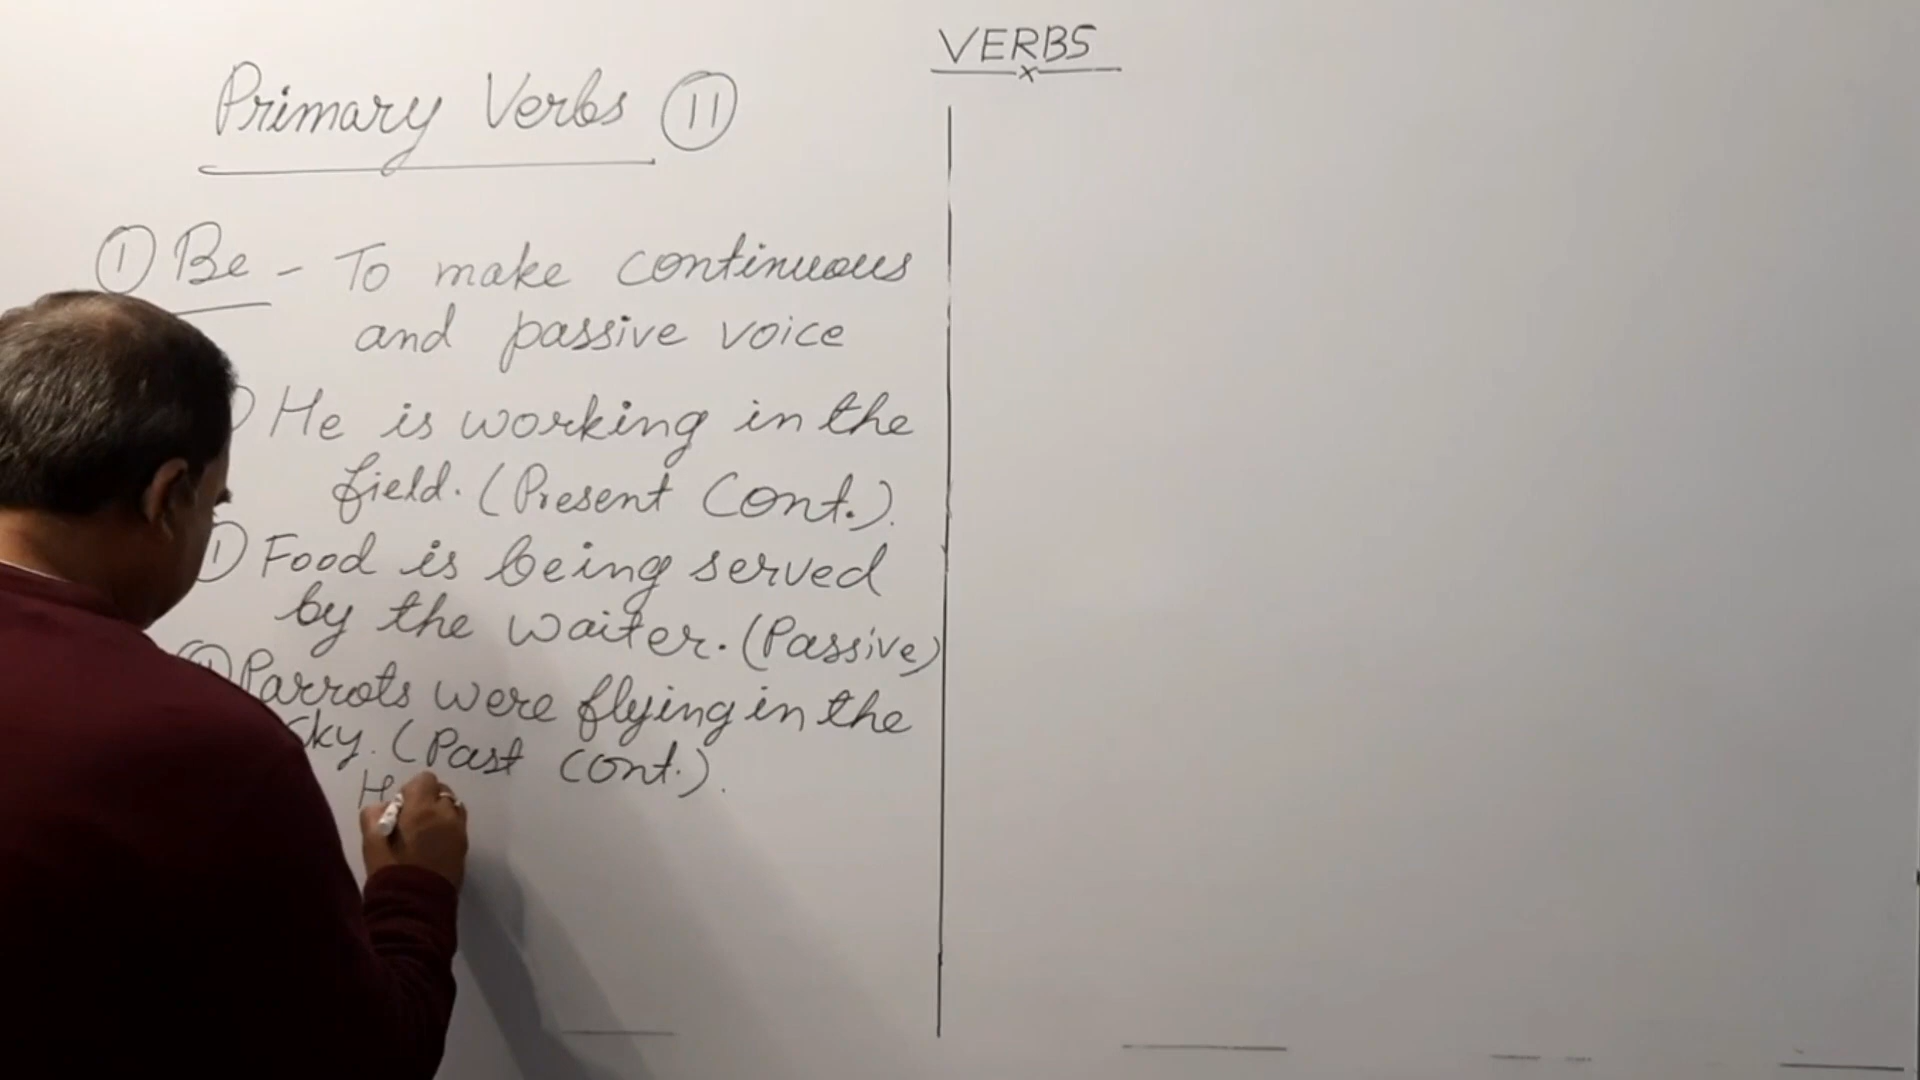 VERBS
Primary Verbs 11
1 Be - To make continuous
and passive voice
He is working in the
field. (Present Cont.).
1 Food is being served
by the waiter. (Passive)
Parrots were flying in the
Sky. (Past Cont.).
H